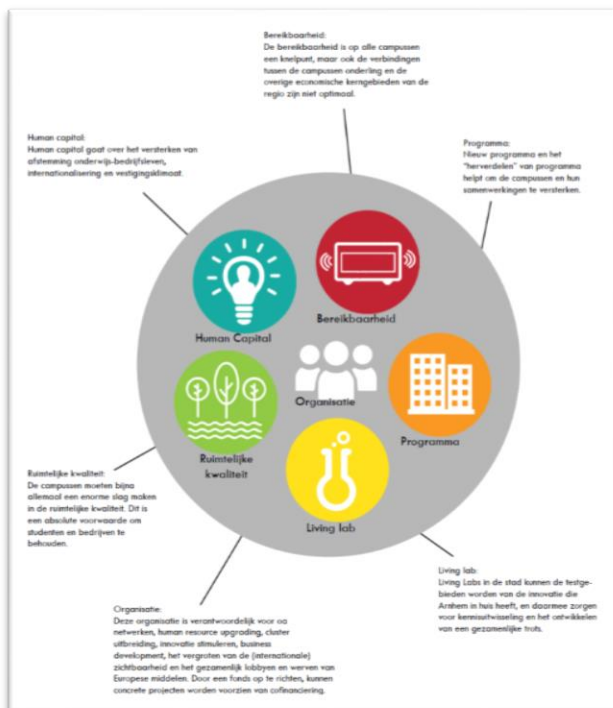 Bereikbaarheid:
De bereikbaarheid is op alle campussen
een knelpunt, maar ook de verbindingen
tussen de campussen onderling en de
overige economische kerngebieden van de
regio zijn niet optimaal.
Human capital:
Human capital gaat over het versterken van
afstemming onderwijs-bedrijfsleven,
internationalisering en vestigingsklimaat.
Programma:
Nieuw programma en het
"herverdelen" van programma
helpt om de campussen en hun
samenwerkingen te versterken.
Bereikbaarheid
Human Capital
Organisatie
Programma
Ruimtelijke
kwaliteit
Living lab
Ruimtelijke kwaliteit:
De campussen moeten bijna
allemaal een enorme slag maken
in de ruimtelijke kwaliteit. Dit is
een absolute voorwaarde om
studenten en bedrijven te
behouden.
Living lab:
Living Labs in de stad kunnen de testge-
bieden worden van de innovatie die
Arnhem in huis heeft, en daarmee zorgen
voor kennisuitwisseling en het ontwikkelen
van een gezamenlijke trots.
Organisatie:
Deze organisatie is verantwoordelijk voor oa
netwerken, human resource upgrading, cluster
uitbreiding, innovatie stimuleren, business
development, het vergroten van de (internationale)
zichtbaarheid en het gezamenlijk lobbyen en werven van
Europese middelen. Door een fonds op te richten, kunnen
concrete projecten worden voorzien van cofinanciering.